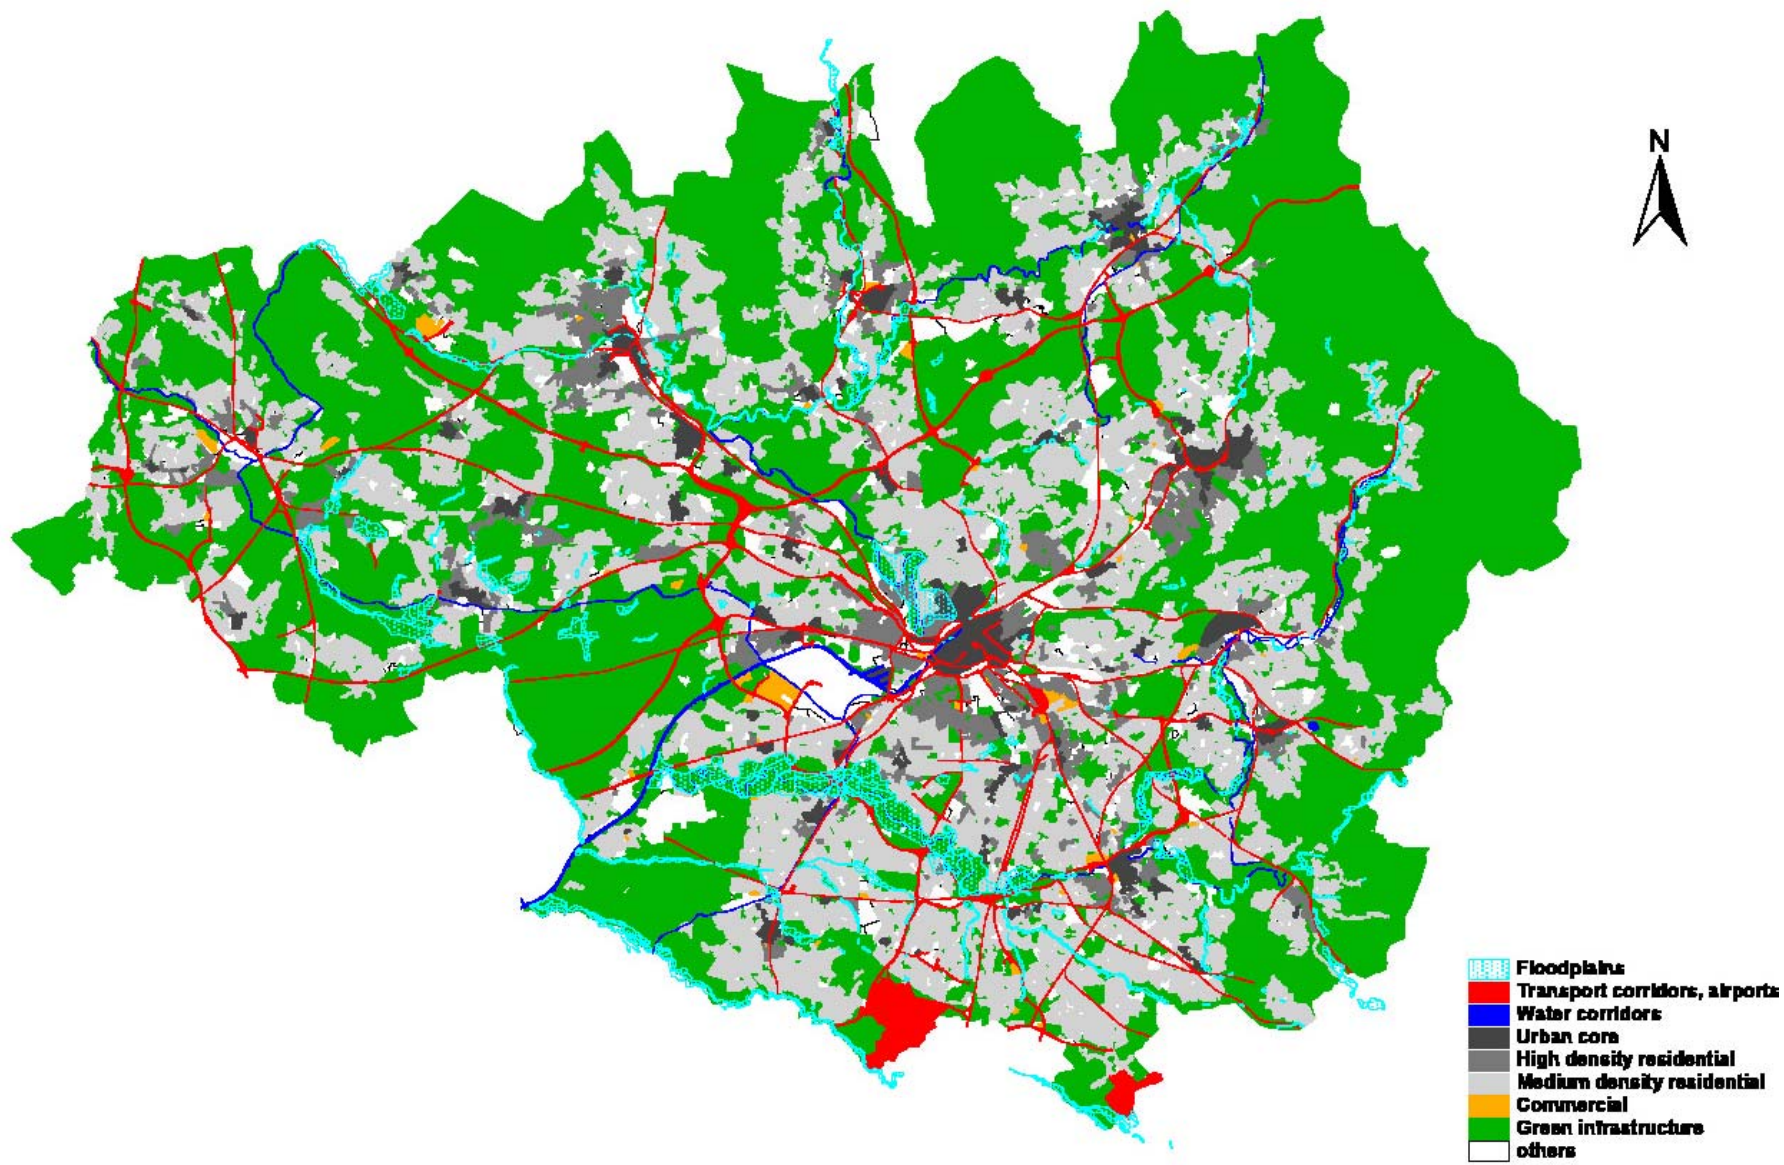 N
Floodplains
Transport corridors, airports
Water corridors
Urban core
High density residential
Medium density residential
Commercial
Green infrastructure
others